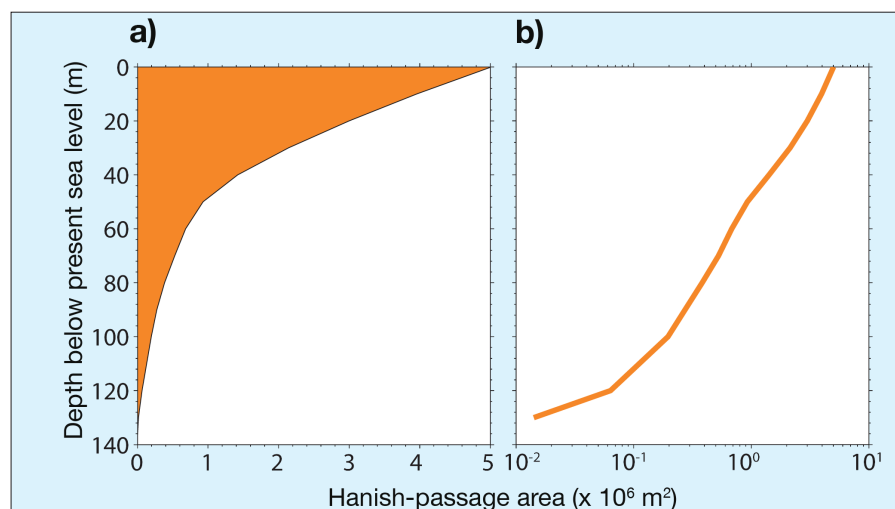 a)
b)
Depth below present sea level (m)
0
20
40
60
80
100
120
140
0 1 2 3 4 5
10⁻² 10⁻¹ 10⁰ 10¹
Hanish-passage area (x 10⁶ m²)